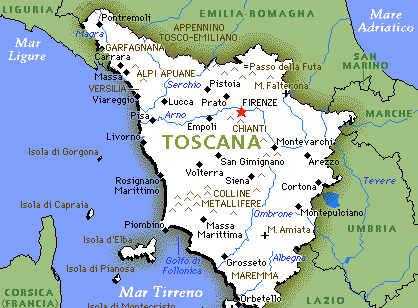 LIGURIA
EMILIA-ROMAGNA
Mare
Adriatico
Pontremoli
Magra
APPENNINO
TOSCO-EMILIANO
Mar
Ligure
GARFAGNANA
Carrara
Massa
ALPI APUANE
Passo della Futa
SAN
MARINO
VERSILIA
Viareggio
Serchio
Pistoia
M. Falterona
Lucca
Prato
FIRENZE
MARCHE
Pisa
Arno
Empoli
CHIANTI
Livorno
TOSCANA
Montevarchi
Isola di Gorgona
San Gimignano
Arezzo
Volterra
Rosignano
Marittimo
Siena
Cortona
Tevere
COLLINE
METALLIFERE
UMBRIA
Isola di Capraia
Ombrone
Montepulciano
Piombino
Massa
Marittima
M. Amiata
Isola d'Elba
Golfo di
Follonica
Albegna
Isola di Pianosa
Grosseto
MAREMMA
CORSICA
(FRANCIA)
Mar Tirreno
Orbetello
LAZIO